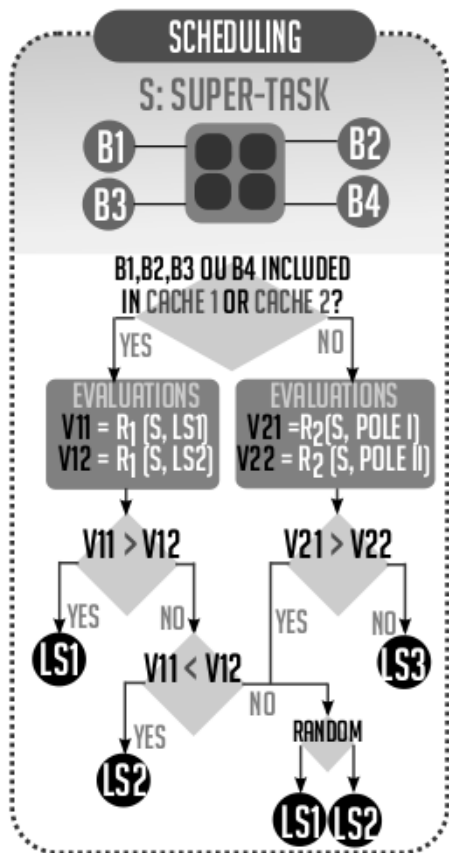 SCHEDULING
S: SUPER-TASK
B1
B2
B3
B4
B1,B2,B3 OU B4 INCLUDED
IN CACHE 1 OR CACHE 2?
YES
NO
EVALUATIONS
V11 = R1 (S, LS1)
V12 = R1 (S, LS2)
EVALUATIONS
V21 =R2(S, POLE I)
V22 = R2 (S, POLE II)
V11 > V12
V21 > V22
YES
NO
YES
NO
LS1
V11 < V12
LS3
YES
NO
RANDOM
LS2
LS1
LS2